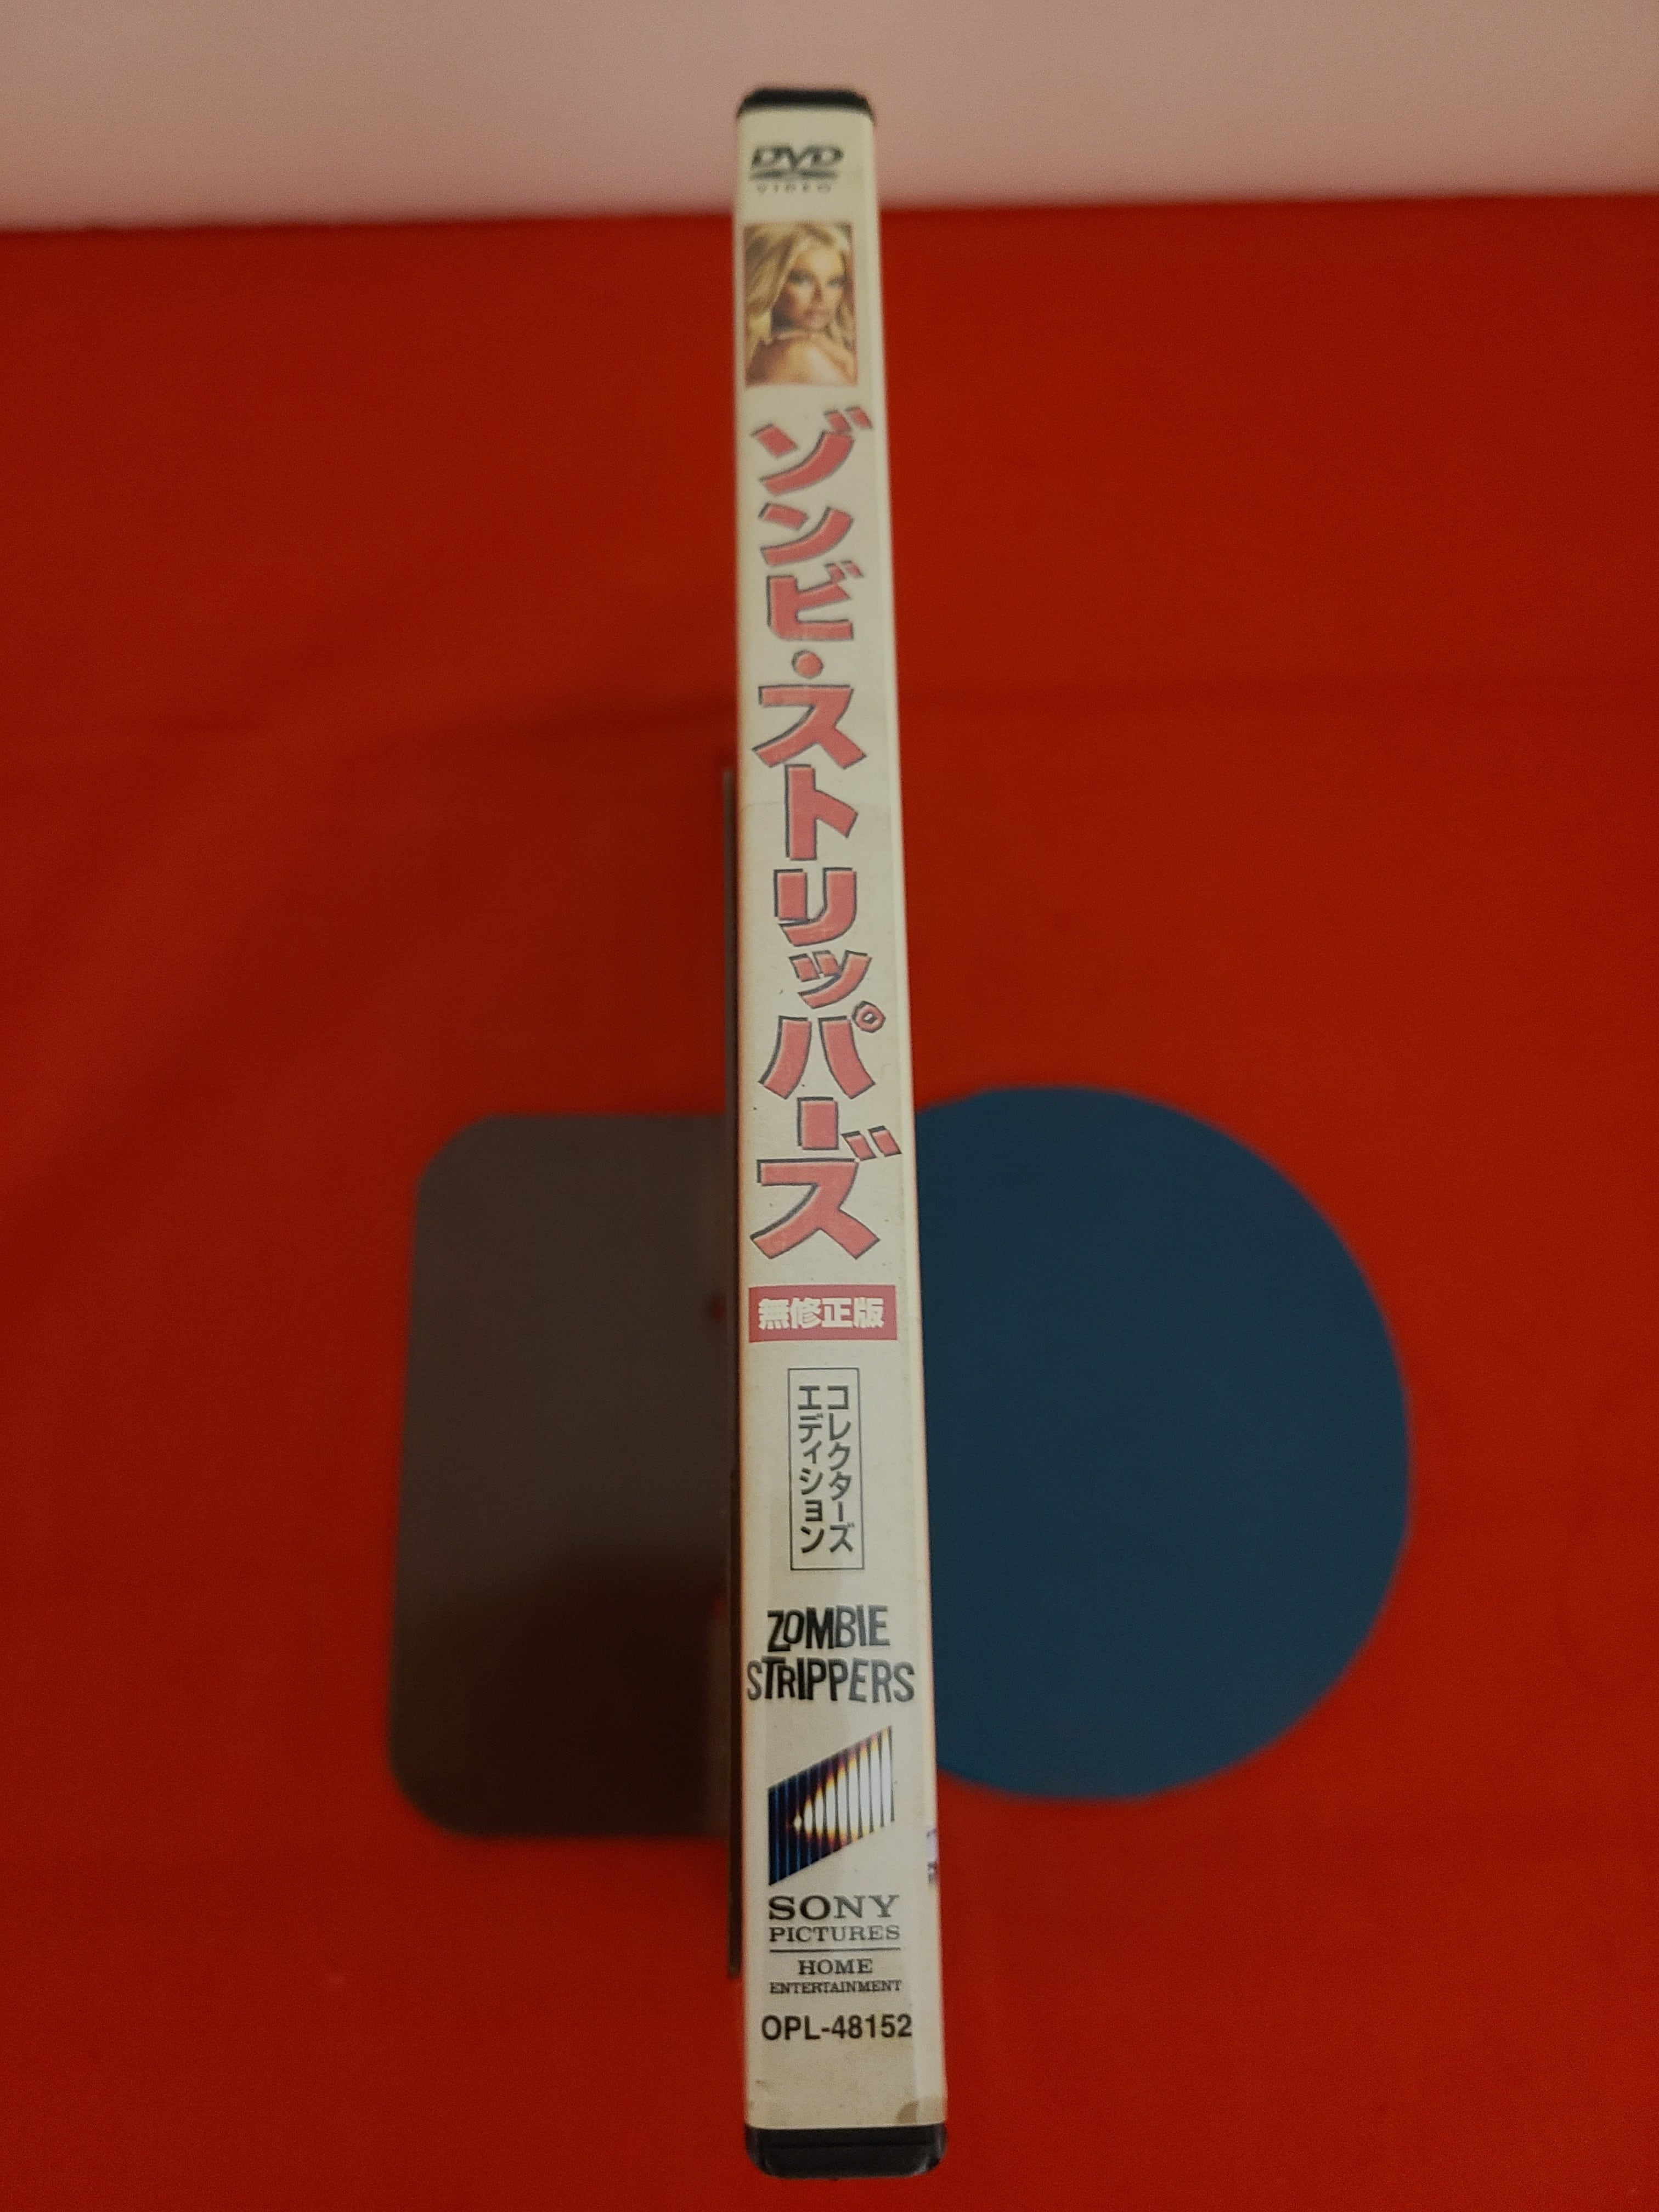 DVD
VIDEO
ゾンビ・ストリッパーズ
無修正版
コレクターズ
エディション
ZOMBIE
STRIPPERS
SONY
PICTURES
HOME
ENTERTAINMENT
OPL-48152